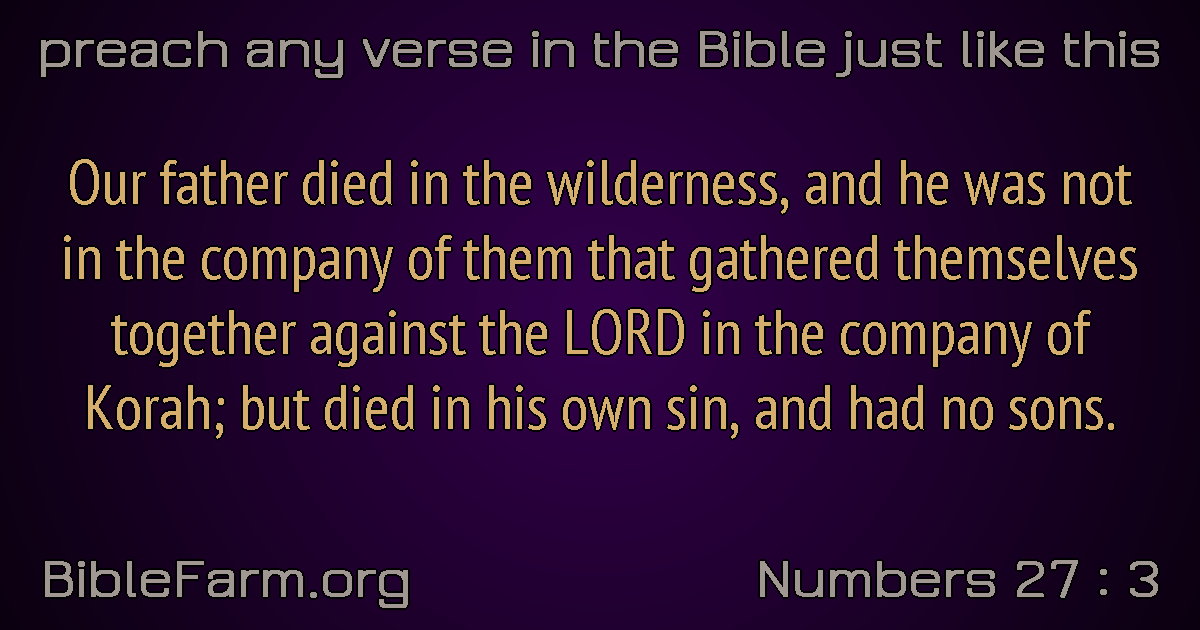 preach any verse in the Bible just like this
Our father died in the wilderness, and he was not
in the company of them that gathered themselves
together against the LORD in the company of
Korah; but died in his own sin, and had no sons.
BibleFarm.org
Numbers 27 : 3